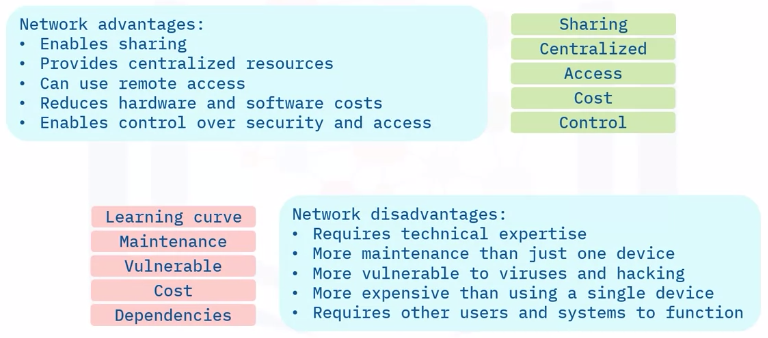 Network advantages:
• Enables sharing
• Provides centralized resources
• Can use remote access
• Reduces hardware and software costs
• Enables control over security and access
Sharing
Centralized
Access
Cost
Control
Learning curve
Maintenance
Vulnerable
Cost
Dependencies
Network disadvantages:
• Requires technical expertise
• More maintenance than just one device
• More vulnerable to viruses and hacking
• More expensive than using a single device
• Requires other users and systems to function